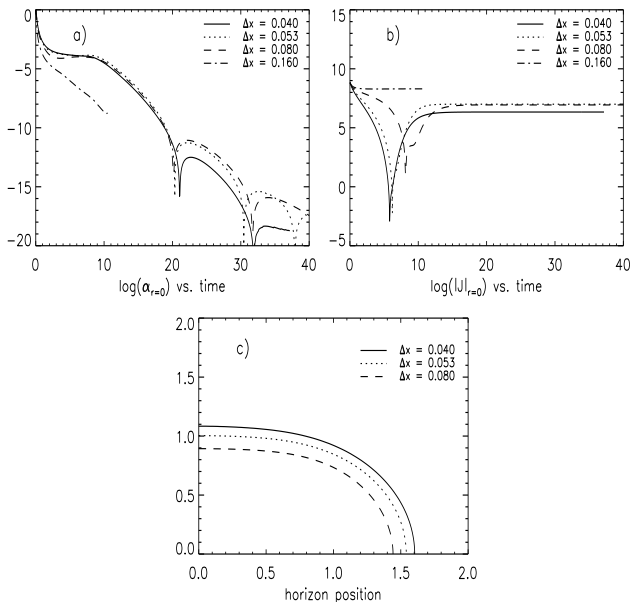 0
a)
Δx = 0.040
Δx = 0.053
Δx = 0.080
Δx = 0.160
-5
-10
-15
-20
0 10 20 30 40
log(α r=0) vs. time
15
b)
Δx = 0.040
Δx = 0.053
Δx = 0.080
Δx = 0.160
10
5
0
-5
0 10 20 30 40
log(|J| r=0) vs. time
2.0
c)
Δx = 0.040
Δx = 0.053
Δx = 0.080
1.5
1.0
0.5
0.0
0.0 0.5 1.0 1.5 2.0
horizon position